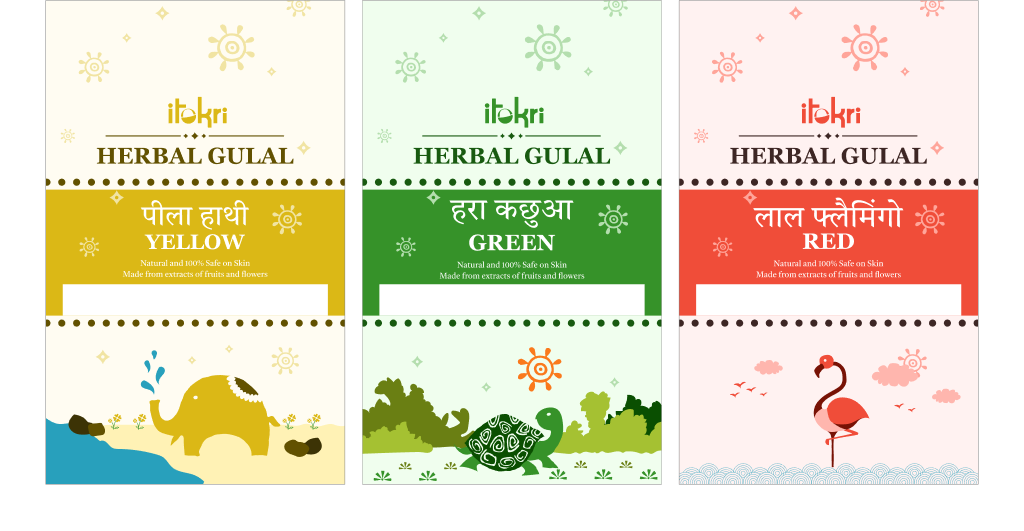 itokri
HERBAL GULAL
पीला हाथी
YELLOW
Natural and 100% Safe on Skin
Made from extracts of fruits and flowers
itokri
HERBAL GULAL
हरा कछुआ
GREEN
Natural and 100% Safe on Skin
Made from extracts of fruits and flowers
itokri
HERBAL GULAL
लाल फ्लैमिंगो
RED
Natural and 100% Safe on Skin
Made from extracts of fruits and flowers